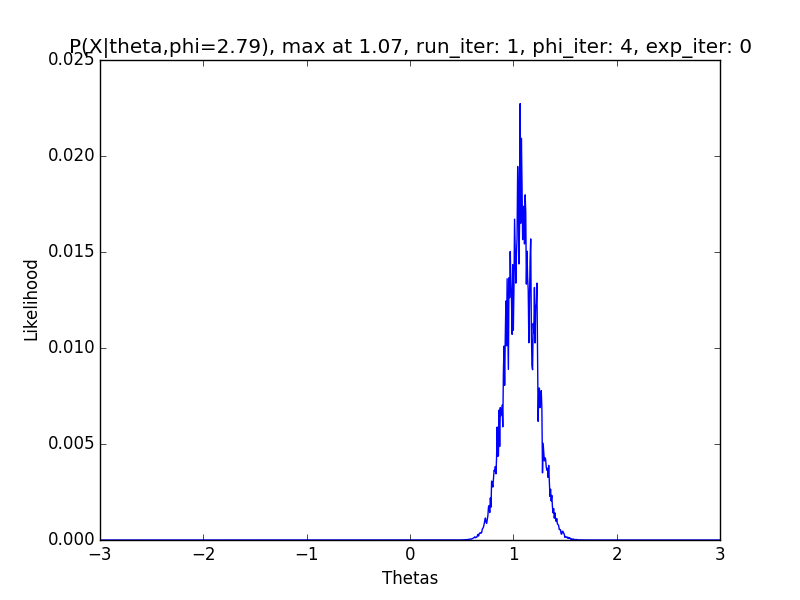 P(X|theta,phi=2.79), max at 1.07, run_iter: 1, phi_iter: 4, exp_iter: 0
0.025
0.020
0.015
0.010
0.005
0.000
Likelihood
−3 −2 −1 0 1 2 3
Thetas